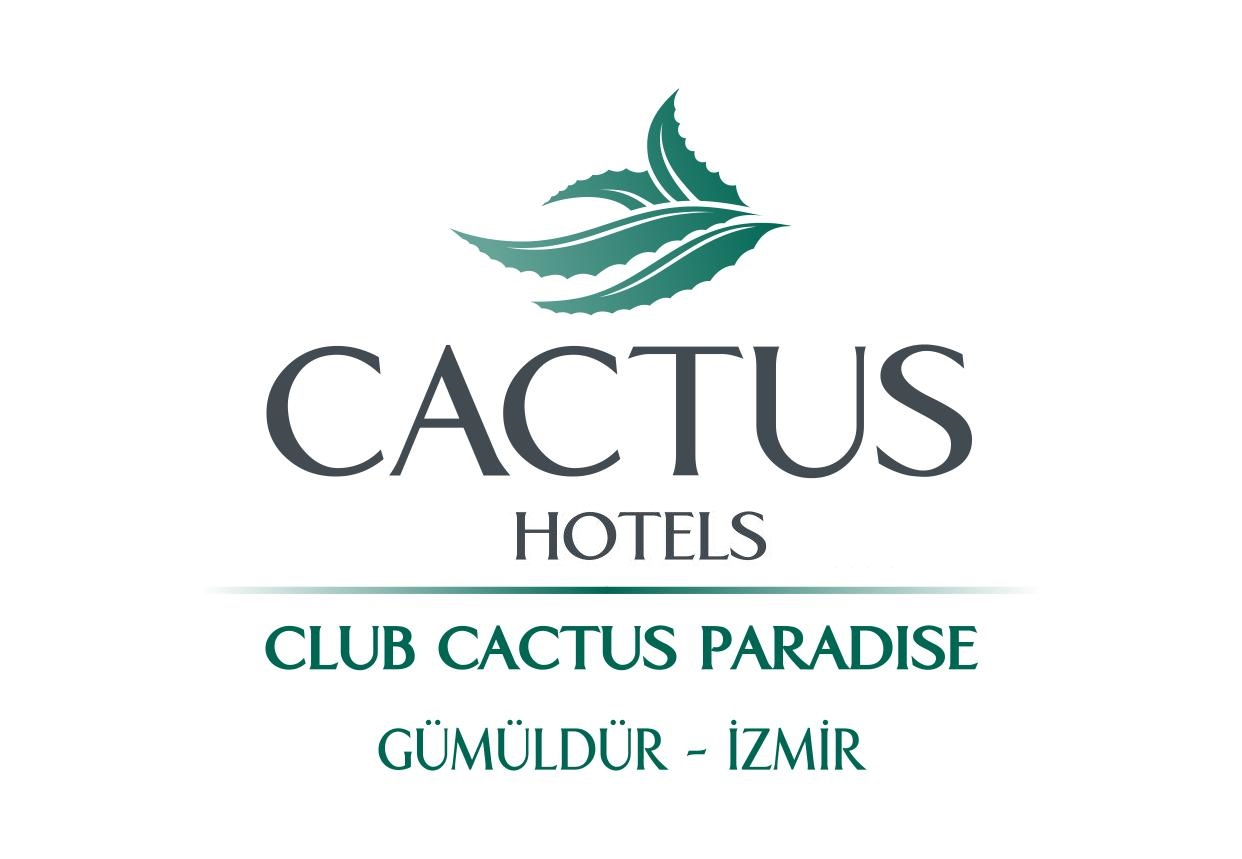 CACTUS
HOTELS
CLUB CACTUS PARADISE
GÜMÜLDÜR - İZMİR